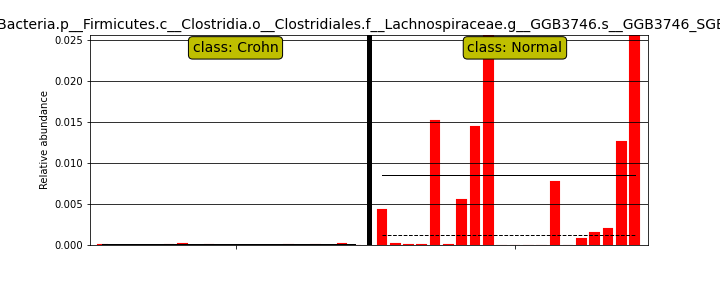 Bacteria.p__Firmicutes.c__Clostridia.o__Clostridiales.f__Lachnospiraceae.g__GGB3746.s__GGB3746_SGB
class: Crohn
class: Normal
0.025
0.020
0.015
0.010
0.005
0.000
Relative abundance